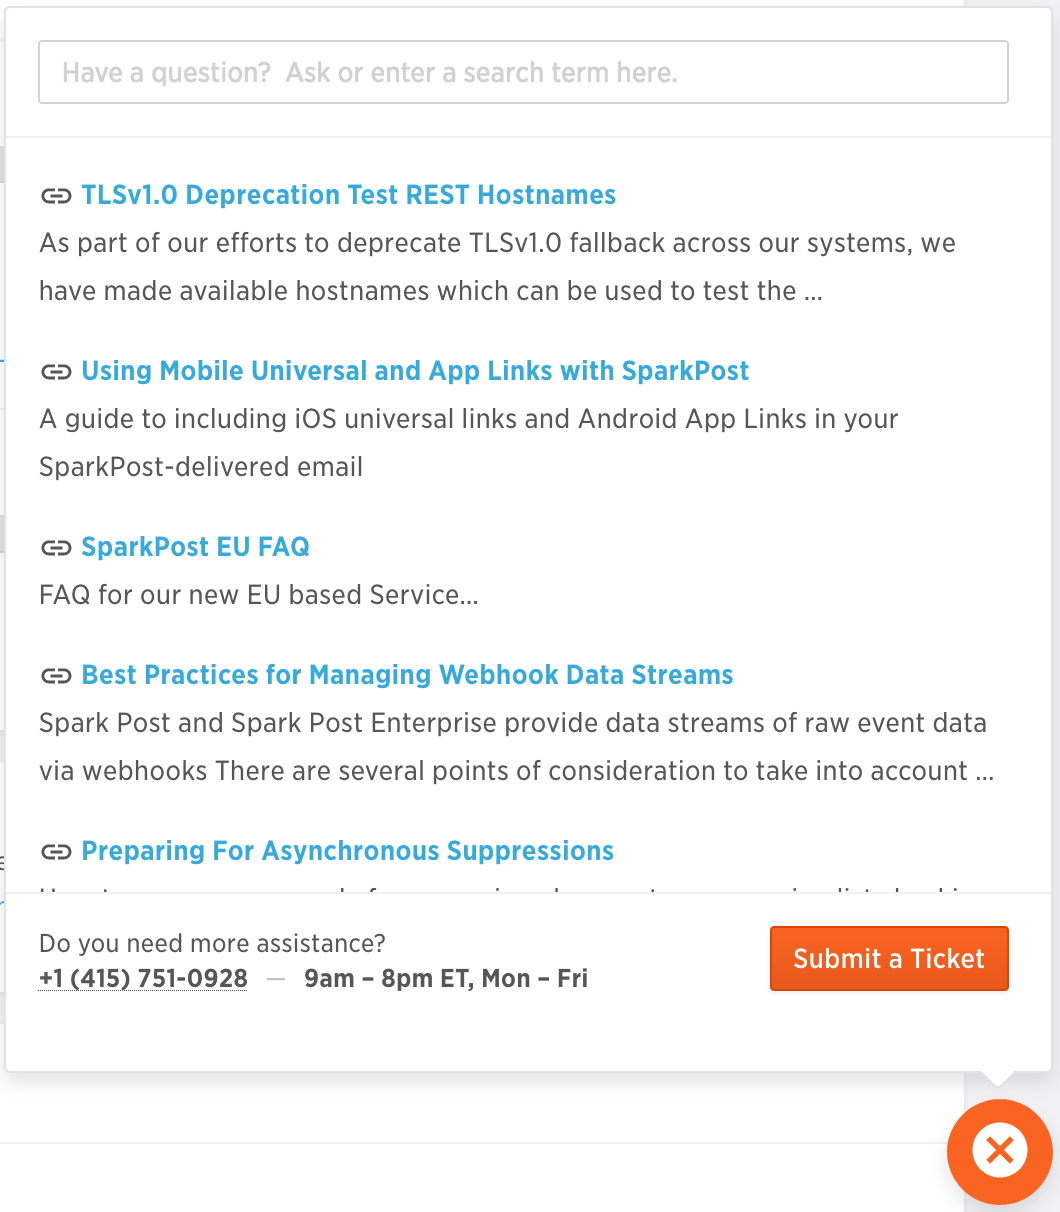 Have a question?  Ask or enter a search term here.
TLSv1.0 Deprecation Test REST Hostnames
As part of our efforts to deprecate TLSv1.0 fallback across our systems, we
have made available hostnames which can be used to test the ...
Using Mobile Universal and App Links with SparkPost
A guide to including iOS universal links and Android App Links in your
SparkPost-delivered email
SparkPost EU FAQ
FAQ for our new EU based Service...
Best Practices for Managing Webhook Data Streams
Spark Post and Spark Post Enterprise provide data streams of raw event data
via webhooks There are several points of consideration to take into account ...
Preparing For Asynchronous Suppressions
Do you need more assistance?
+1 (415) 751-0928 — 9am – 8pm ET, Mon – Fri
Submit a Ticket